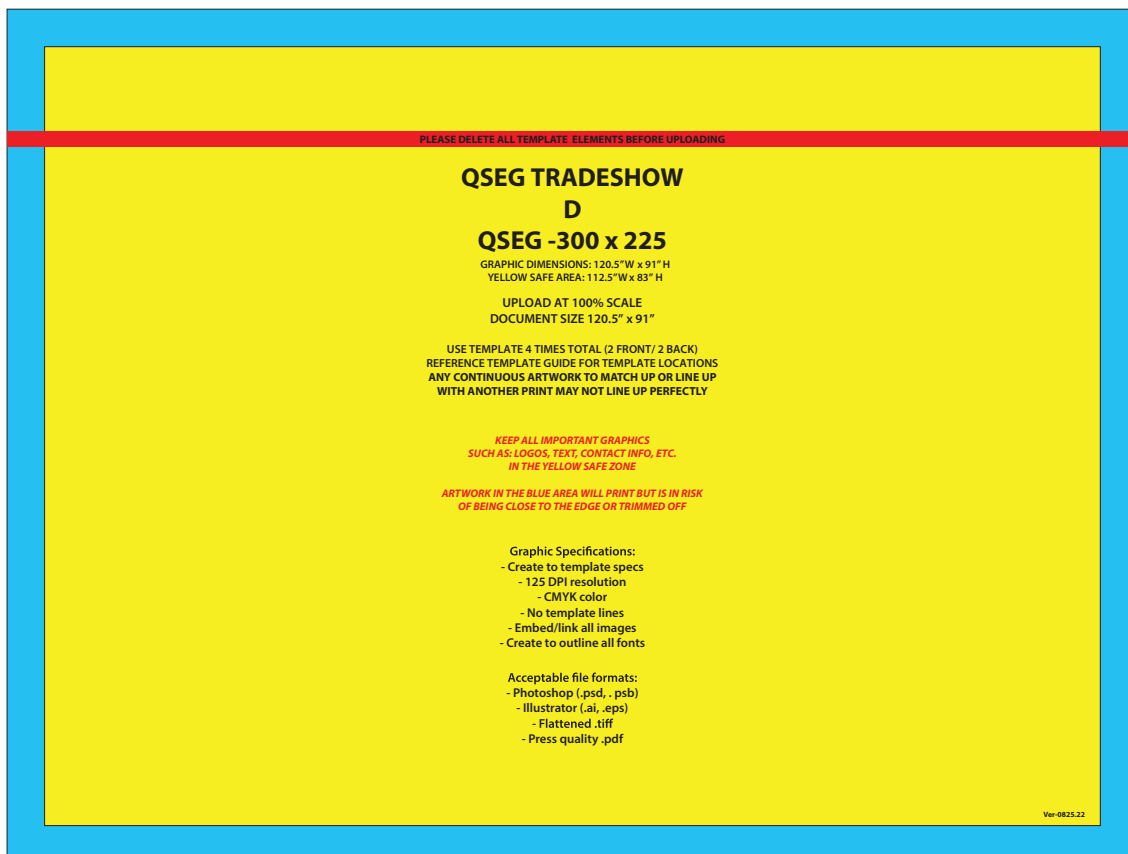 PLEASE DELETE ALL TEMPLATE ELEMENTS BEFORE UPLOADING
QSEG TRADESHOW
D
QSEG -300 x 225
GRAPHIC DIMENSIONS: 120.5”W x 91” H
YELLOW SAFE AREA: 112.5”W x 83” H
UPLOAD AT 100% SCALE
DOCUMENT SIZE 120.5” x 91”
USE TEMPLATE 4 TIMES TOTAL (2 FRONT/ 2 BACK)
REFERENCE TEMPLATE GUIDE FOR TEMPLATE LOCATIONS
ANY CONTINUOUS ARTWORK TO MATCH UP OR LINE UP
WITH ANOTHER PRINT MAY NOT LINE UP PERFECTLY
KEEP ALL IMPORTANT GRAPHICS
SUCH AS: LOGOS, TEXT, CONTACT INFO, ETC.
IN THE YELLOW SAFE ZONE
ARTWORK IN THE BLUE AREA WILL PRINT BUT IS IN RISK
OF BEING CLOSE TO THE EDGE OR TRIMMED OFF
Graphic Specifications:
- Create to template specs
- 125 DPI resolution
- CMYK color
- No template lines
- Embed/link all images
- Create to outline all fonts
Acceptable file formats:
- Photoshop (.psd, . psb)
- Illustrator (.ai, .eps)
- Flattened .tiff
- Press quality .pdf
Ver-0825.22